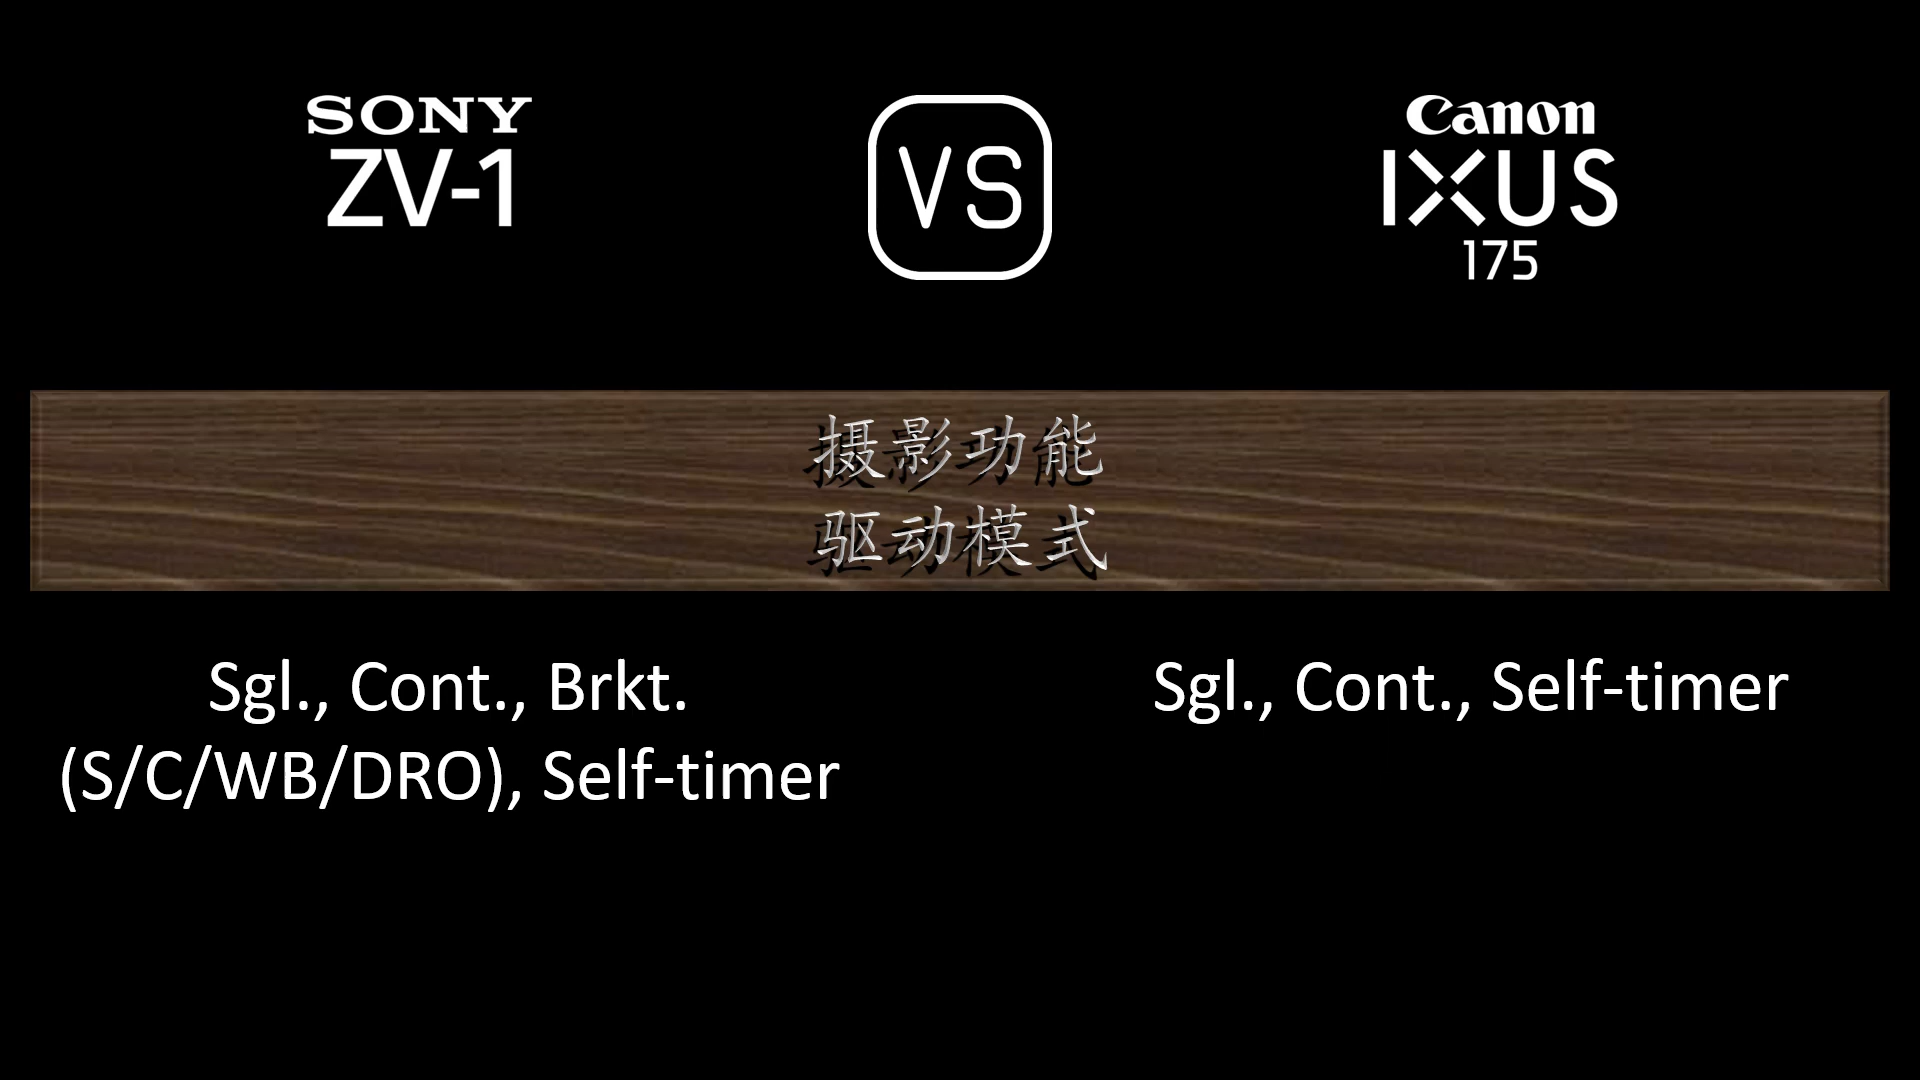 SONY
ZV-1
VS
Canon
IXUS
175
摄影功能
驱动模式
Sgl., Cont., Brkt.
(S/C/WB/DRO), Self-timer
Sgl., Cont., Self-timer